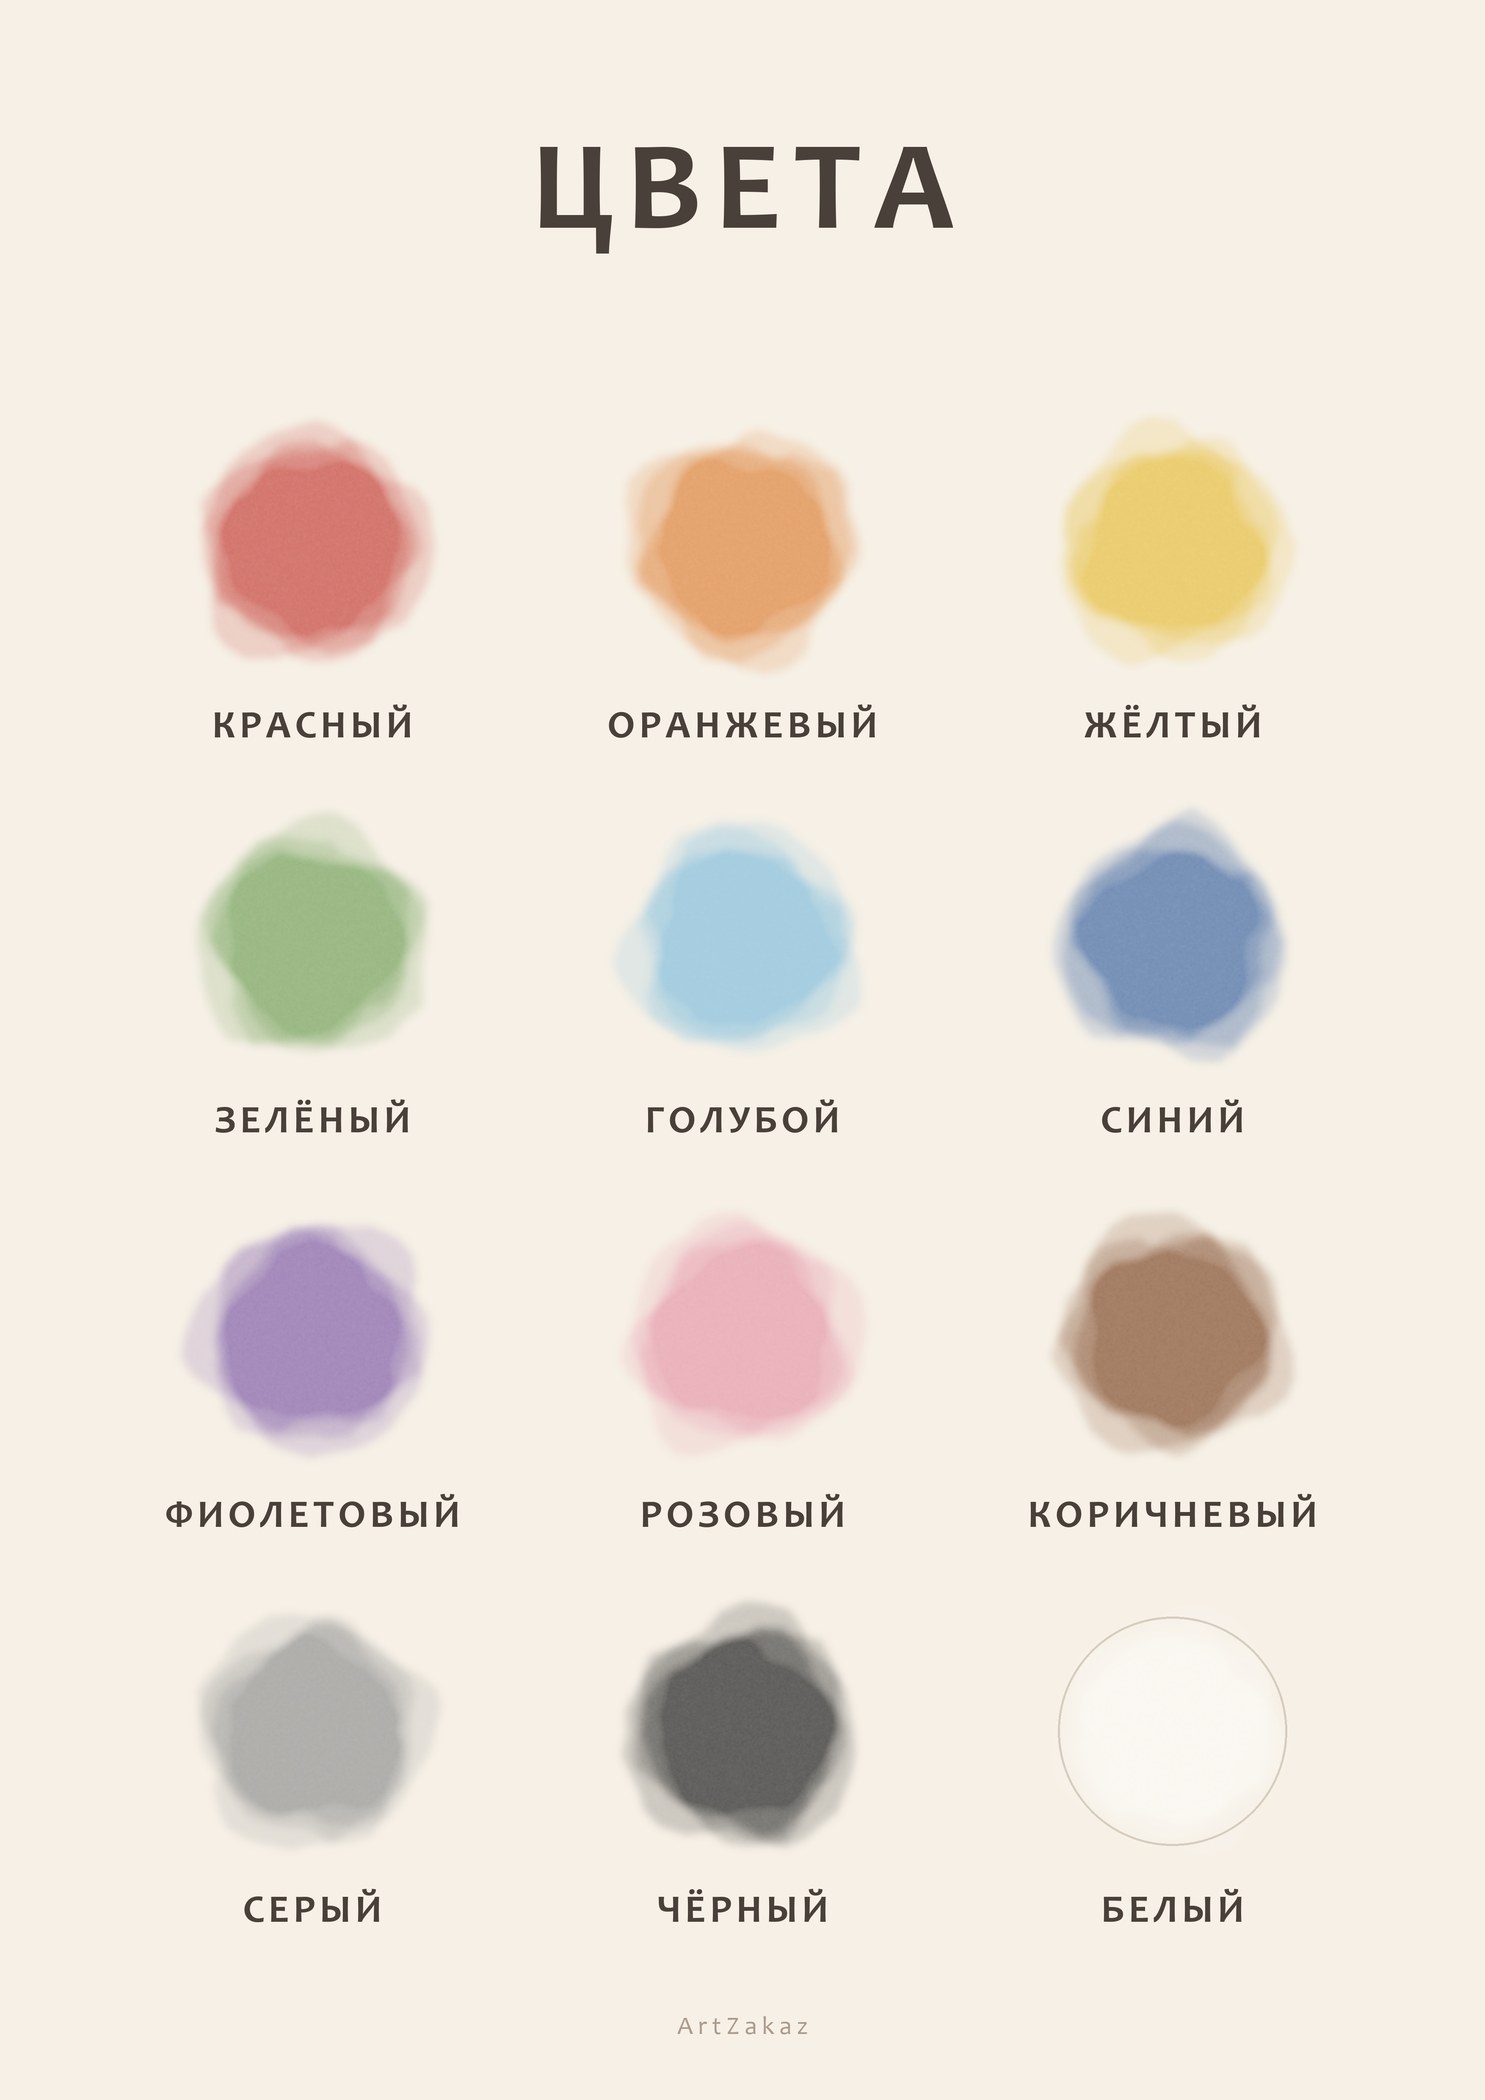 ЦВЕТА
КРАСНЫЙ ОРАНЖЕВЫЙ ЖЁЛТЫЙ
ЗЕЛЁНЫЙ ГОЛУБОЙ СИНИЙ
ФИОЛЕТОВЫЙ РОЗОВЫЙ КОРИЧНЕВЫЙ
СЕРЫЙ ЧЁРНЫЙ БЕЛЫЙ
ArtZakaz